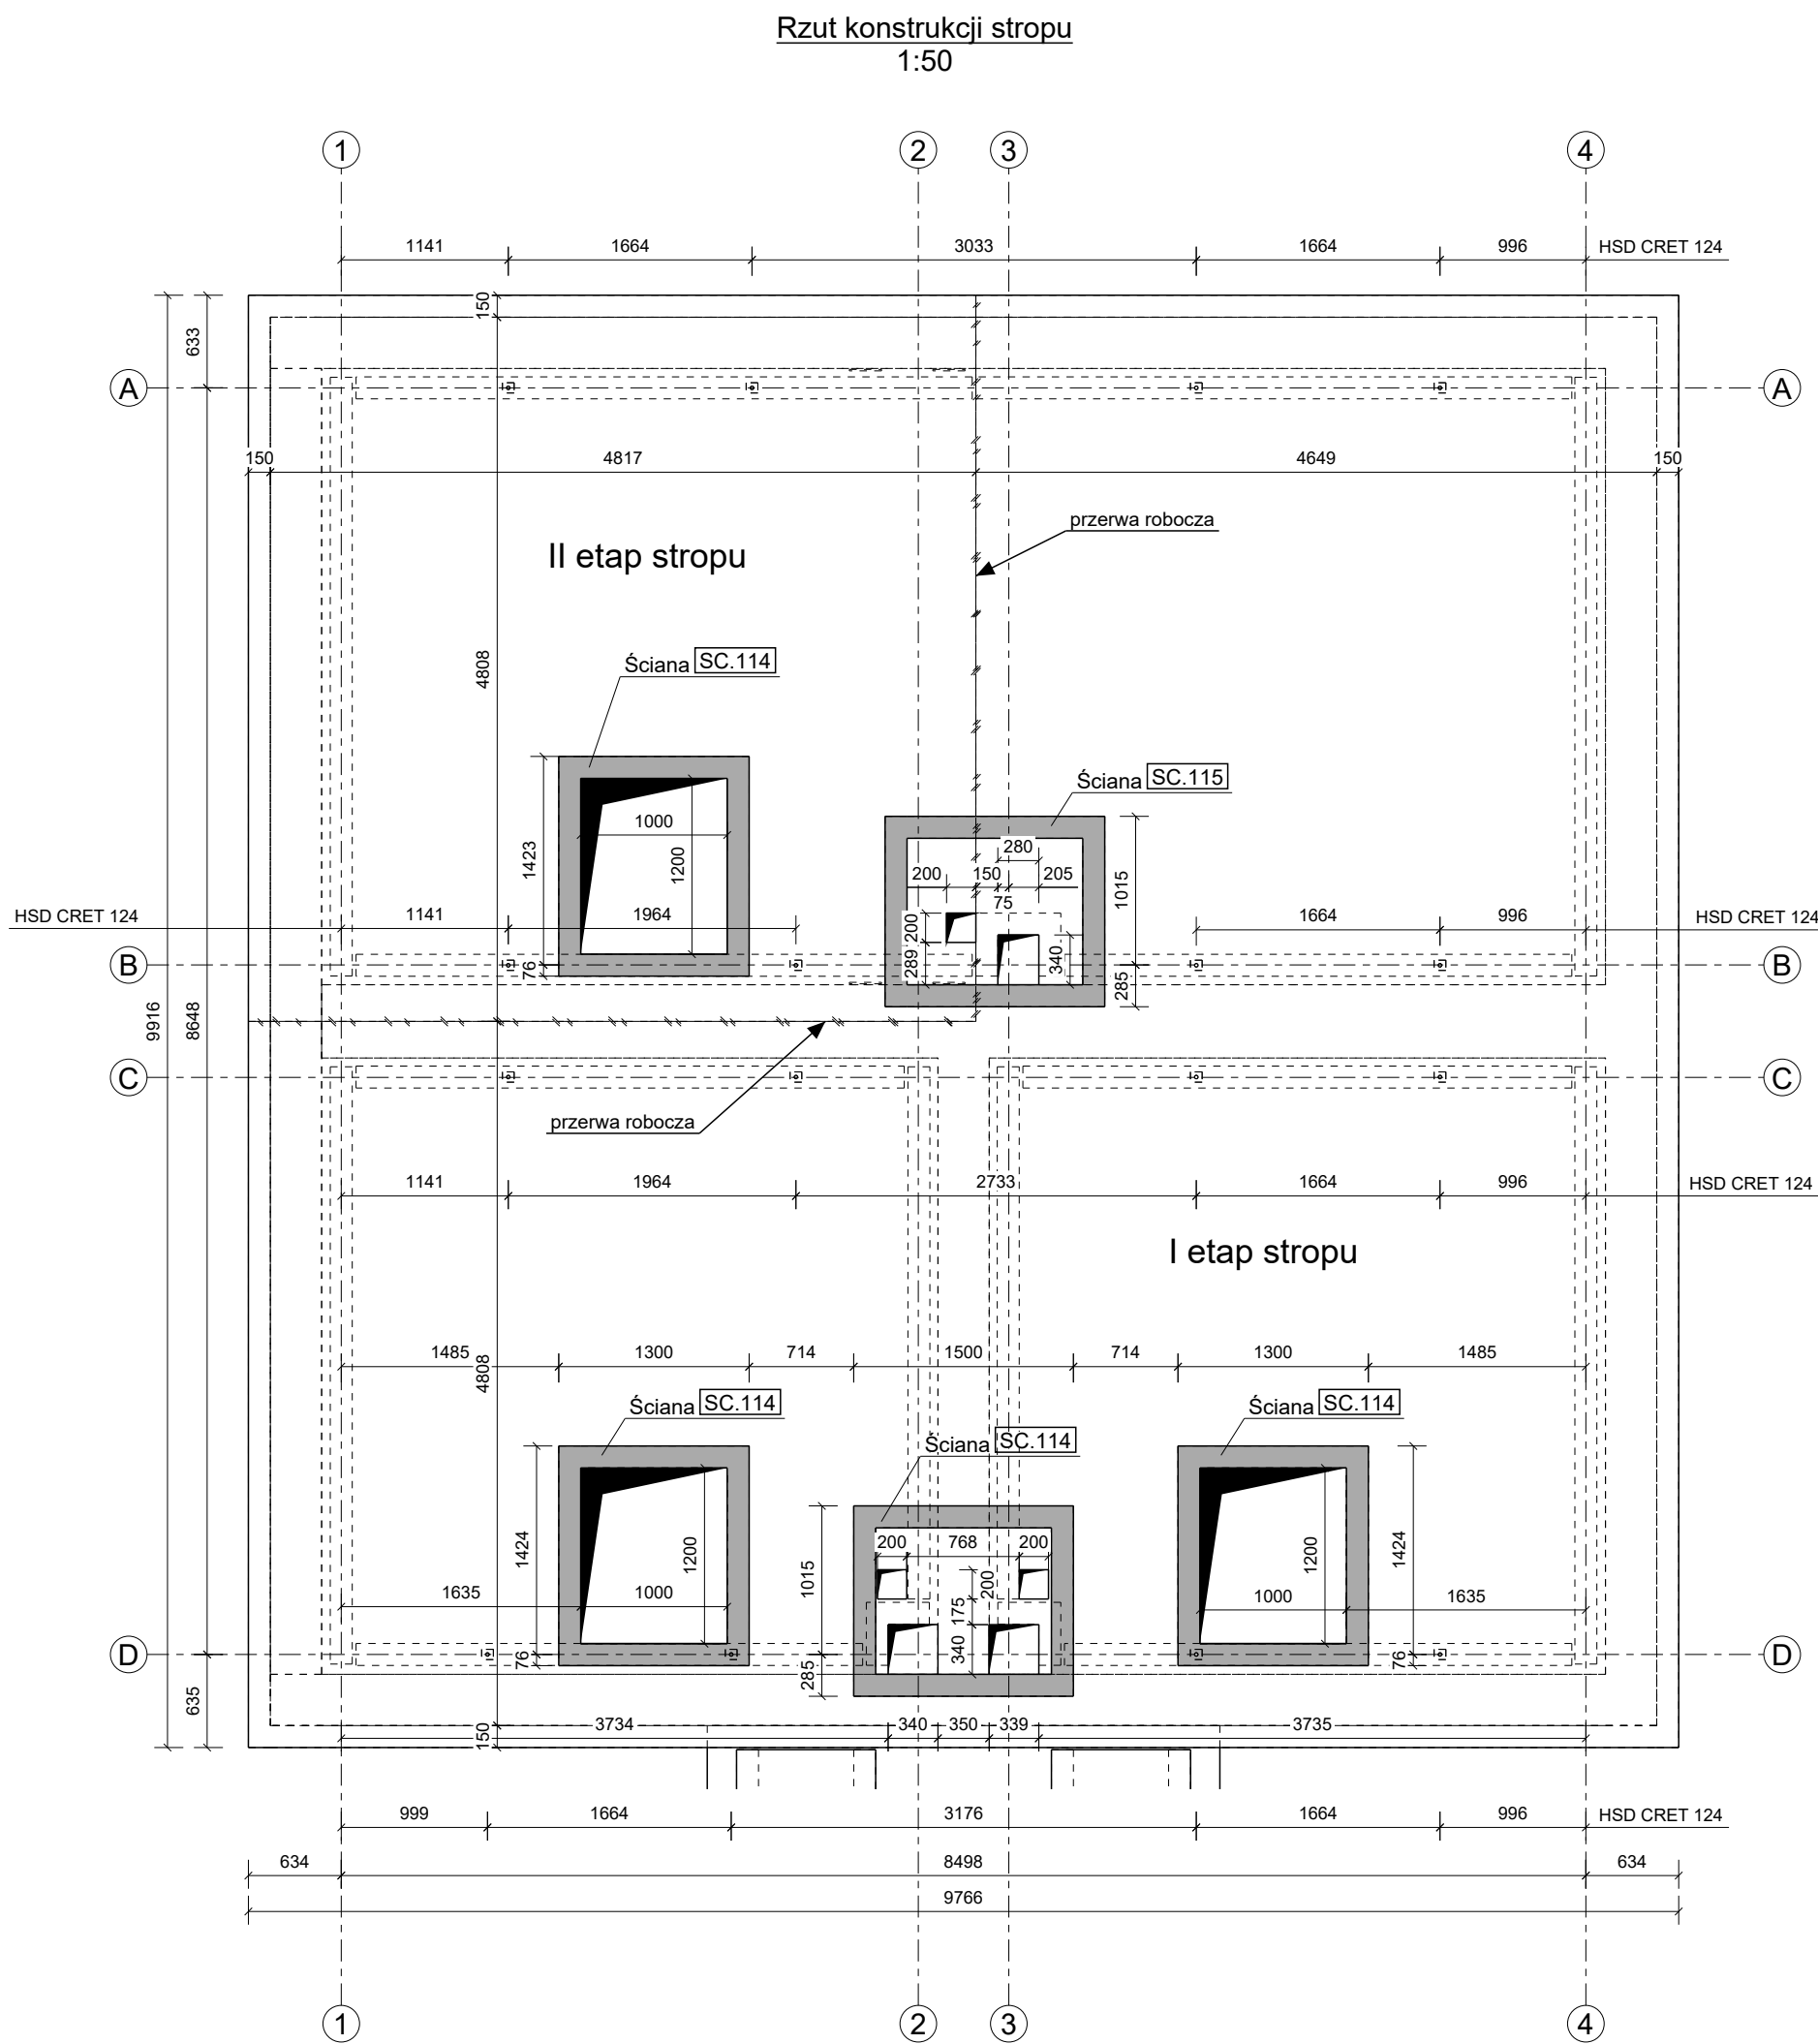 Rzut konstrukcji stropu
1:50
1 2 3 4
1141 1664 3033 1664 996 HSD CRET 124
150
633
A A
150 4817 4649 150
przerwa robocza
II etap stropu
4808
Ściana SC.114
Ściana SC.115
1423
1000
1200
280
200 150 205
75
1015
HSD CRET 124 1141 1964
200
1664 996 HSD CRET 124
289
340
B B
76
285
9916
8648
C C
przerwa robocza
1141 1964 2733 1664 996 HSD CRET 124
I etap stropu
1485 1300 714 1500 714 1300 1485
4808
Ściana SC.114
Ściana SC.114
Ściana SC.114
1424
1200
1015
200 768 200
200
1200
1424
1635 1000
175
1000 1635
340
D D
76
285
76
635
150
3734 340 350 339 3735
999 1664 3176 1664 996 HSD CRET 124
634 8498 634
9766
1 2 3 4